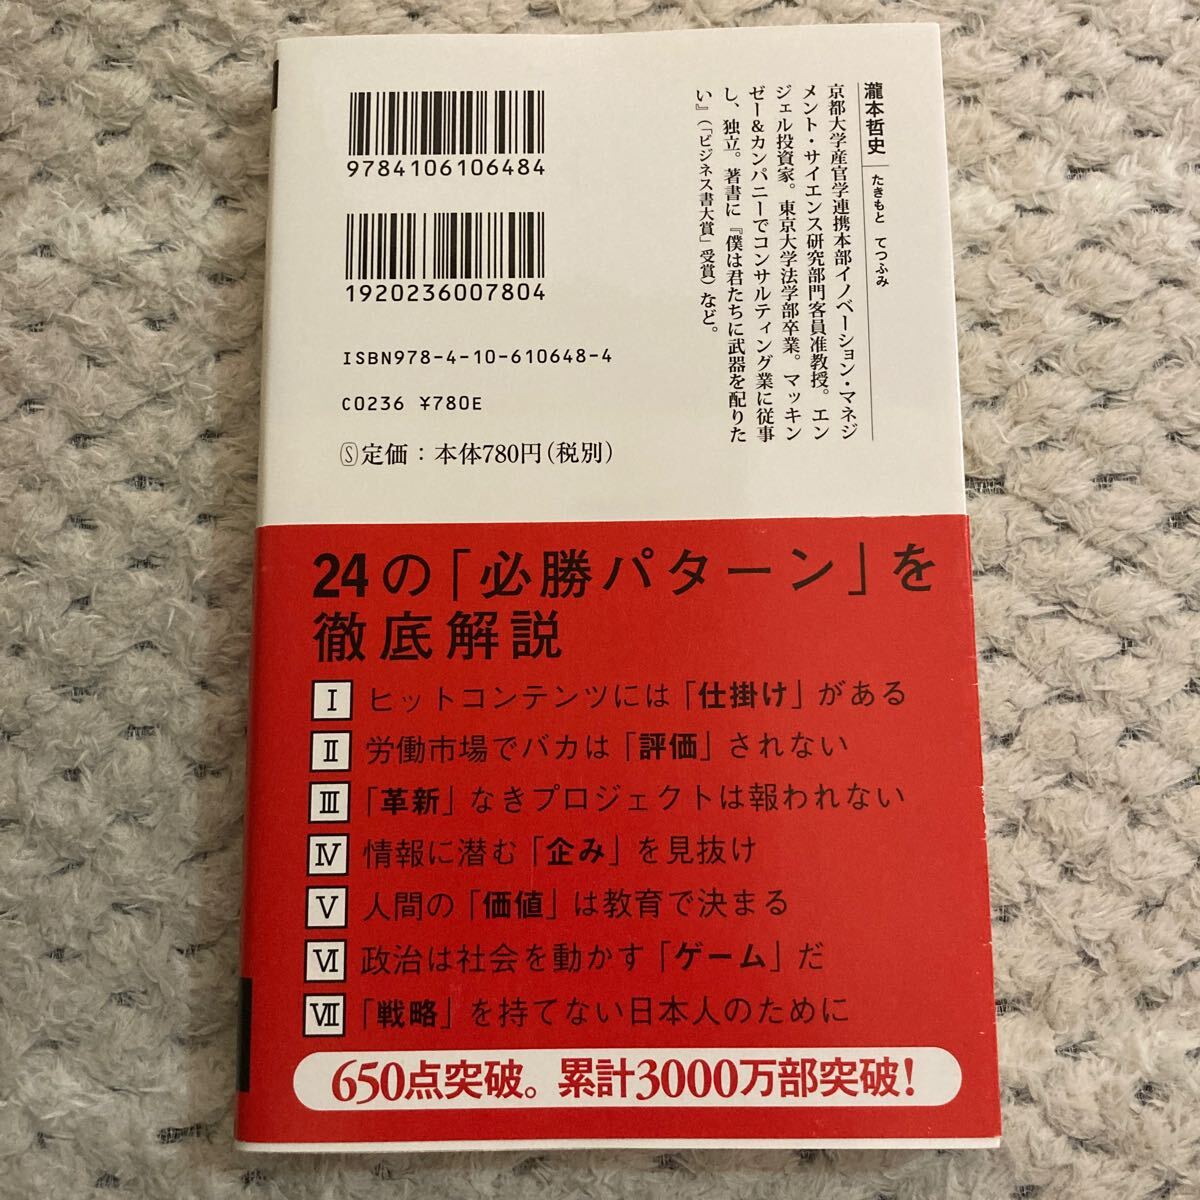 9784106106484
1920236007804
ISBN978-4-10-610648-4
C0236 ¥780E
Ⓢ定価：本体780円（税別）
瀧本哲史 たきもと てつふみ
京都大学産官学連携本部イノベーション・マネジ
メント・サイエンス研究部門客員准教授。エン
ジェル投資家。東京大学法学部卒業。マッキン
ゼー&カンパニーでコンサルティング業に従事
し、独立。著書に『僕は君たちに武器を配りた
い』（「ビジネス書大賞」受賞）など。
24の「必勝パターン」を
徹底解説
Ⅰ ヒットコンテンツには「仕掛け」がある
Ⅱ 労働市場でバカは「評価」されない
Ⅲ 「革新」なきプロジェクトは報われない
Ⅳ 情報に潜む「企み」を見抜け
Ⅴ 人間の「価値」は教育で決まる
Ⅵ 政治は社会を動かす「ゲーム」だ
Ⅶ 「戦略」を持てない日本人のために
650点突破。累計3000万部突破！